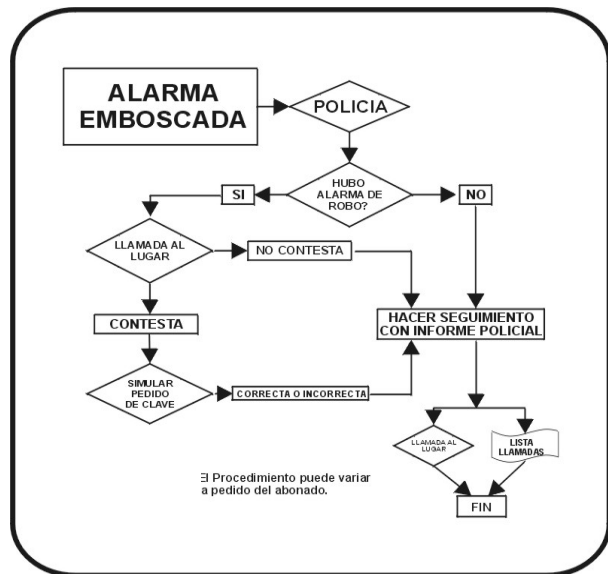 ALARMA
EMBOSCADA
POLICIA
HUBO
ALARMA DE
ROBO?
SI
NO
LLAMADA AL
LUGAR
NO CONTESTA
CONTESTA
HACER SEGUIMIENTO
CON INFORME POLICIAL
SIMULAR
PEDIDO
DE CLAVE
CORRECTA O INCORRECTA
LLAMADA AL
LUGAR
LISTA
LLAMADAS
El Procedimiento puede variar
a pedido del abonado.
FIN